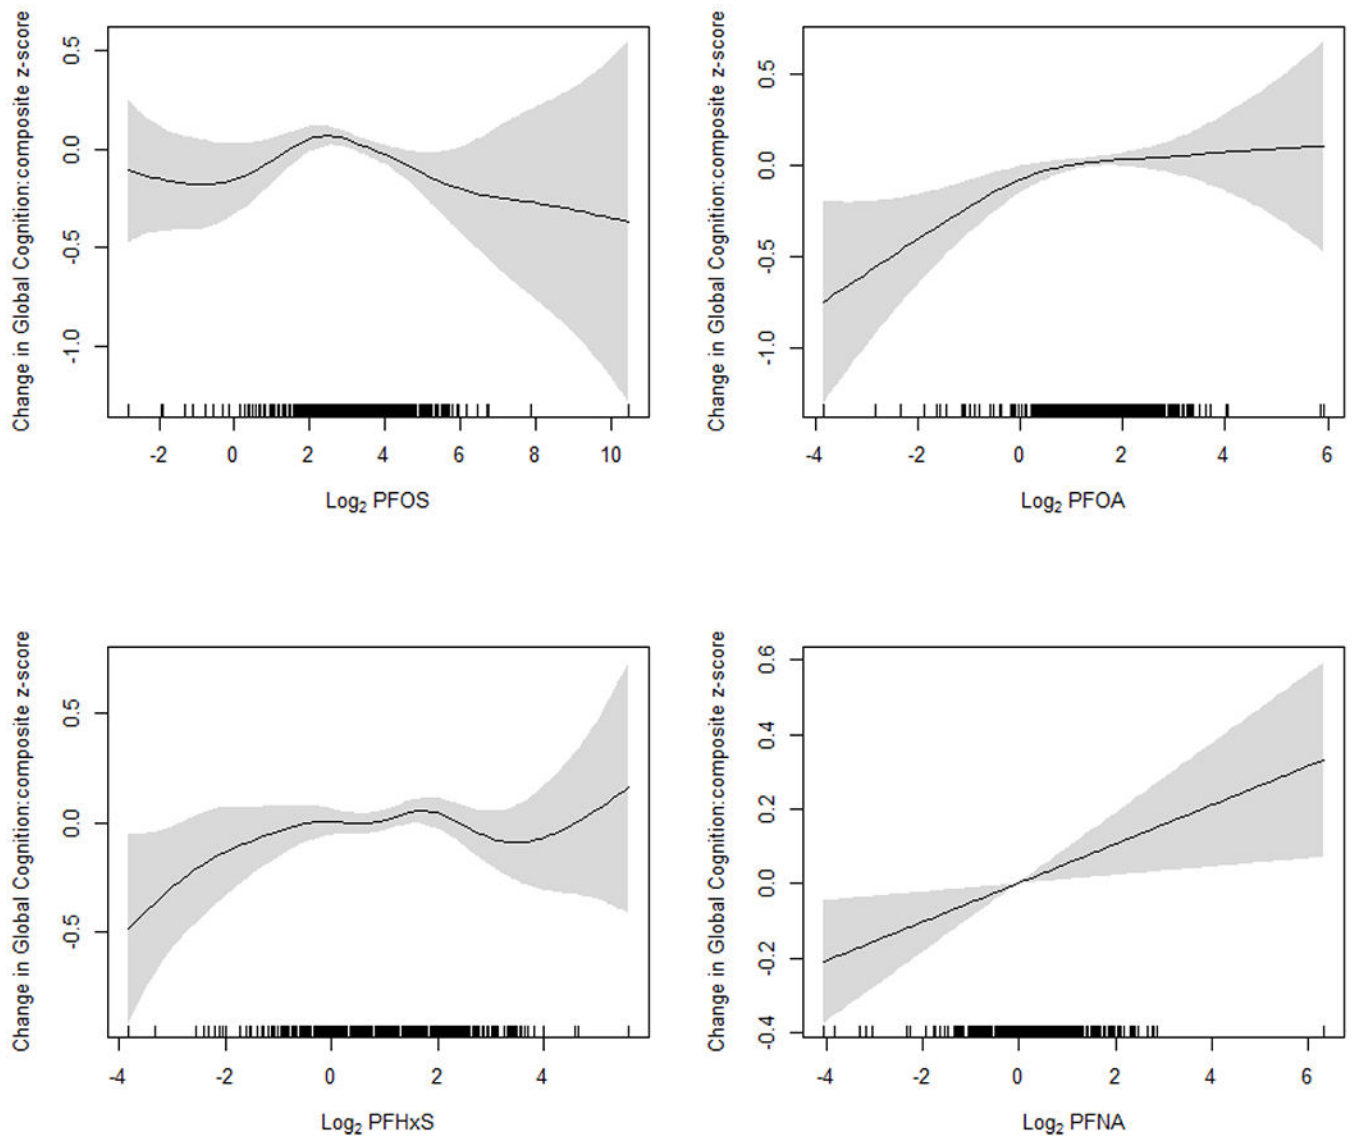 Change in Global Cognition:composite z-score
0.5
0.0
-0.5
-1.0
-2 0 2 4 6 8 10
Log₂ PFOS
Change in Global Cognition:composite z-score
0.5
0.0
-0.5
-1.0
-4 -2 0 2 4 6
Log₂ PFOA
Change in Global Cognition:composite z-score
0.5
0.0
-0.5
-4 -2 0 2 4
Log₂ PFHxS
Change in Global Cognition:composite z-score
0.6
0.4
0.2
0.0
-0.2
-0.4
-4 -2 0 2 4 6
Log₂ PFNA